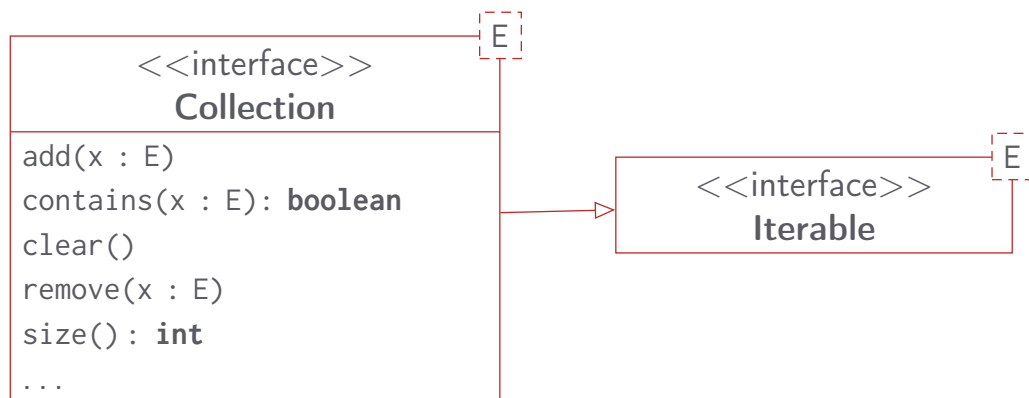 E
<<interface>>
Collection
add(x : E)
contains(x : E): boolean
clear()
remove(x : E)
size() : int
...
E
<<interface>>
Iterable